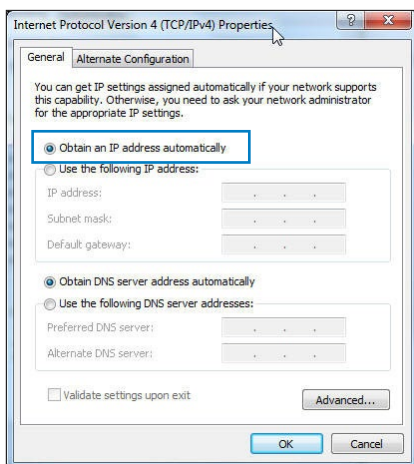 Internet Protocol Version 4 (TCP/IPv4) Properties
General
Alternate Configuration
You can get IP settings assigned automatically if your network supports
this capability. Otherwise, you need to ask your network administrator
for the appropriate IP settings.
Obtain an IP address automatically
Use the following IP address:
IP address:
Subnet mask:
Default gateway:
Obtain DNS server address automatically
Use the following DNS server addresses:
Preferred DNS server:
Alternate DNS server:
Validate settings upon exit
Advanced...
OK
Cancel